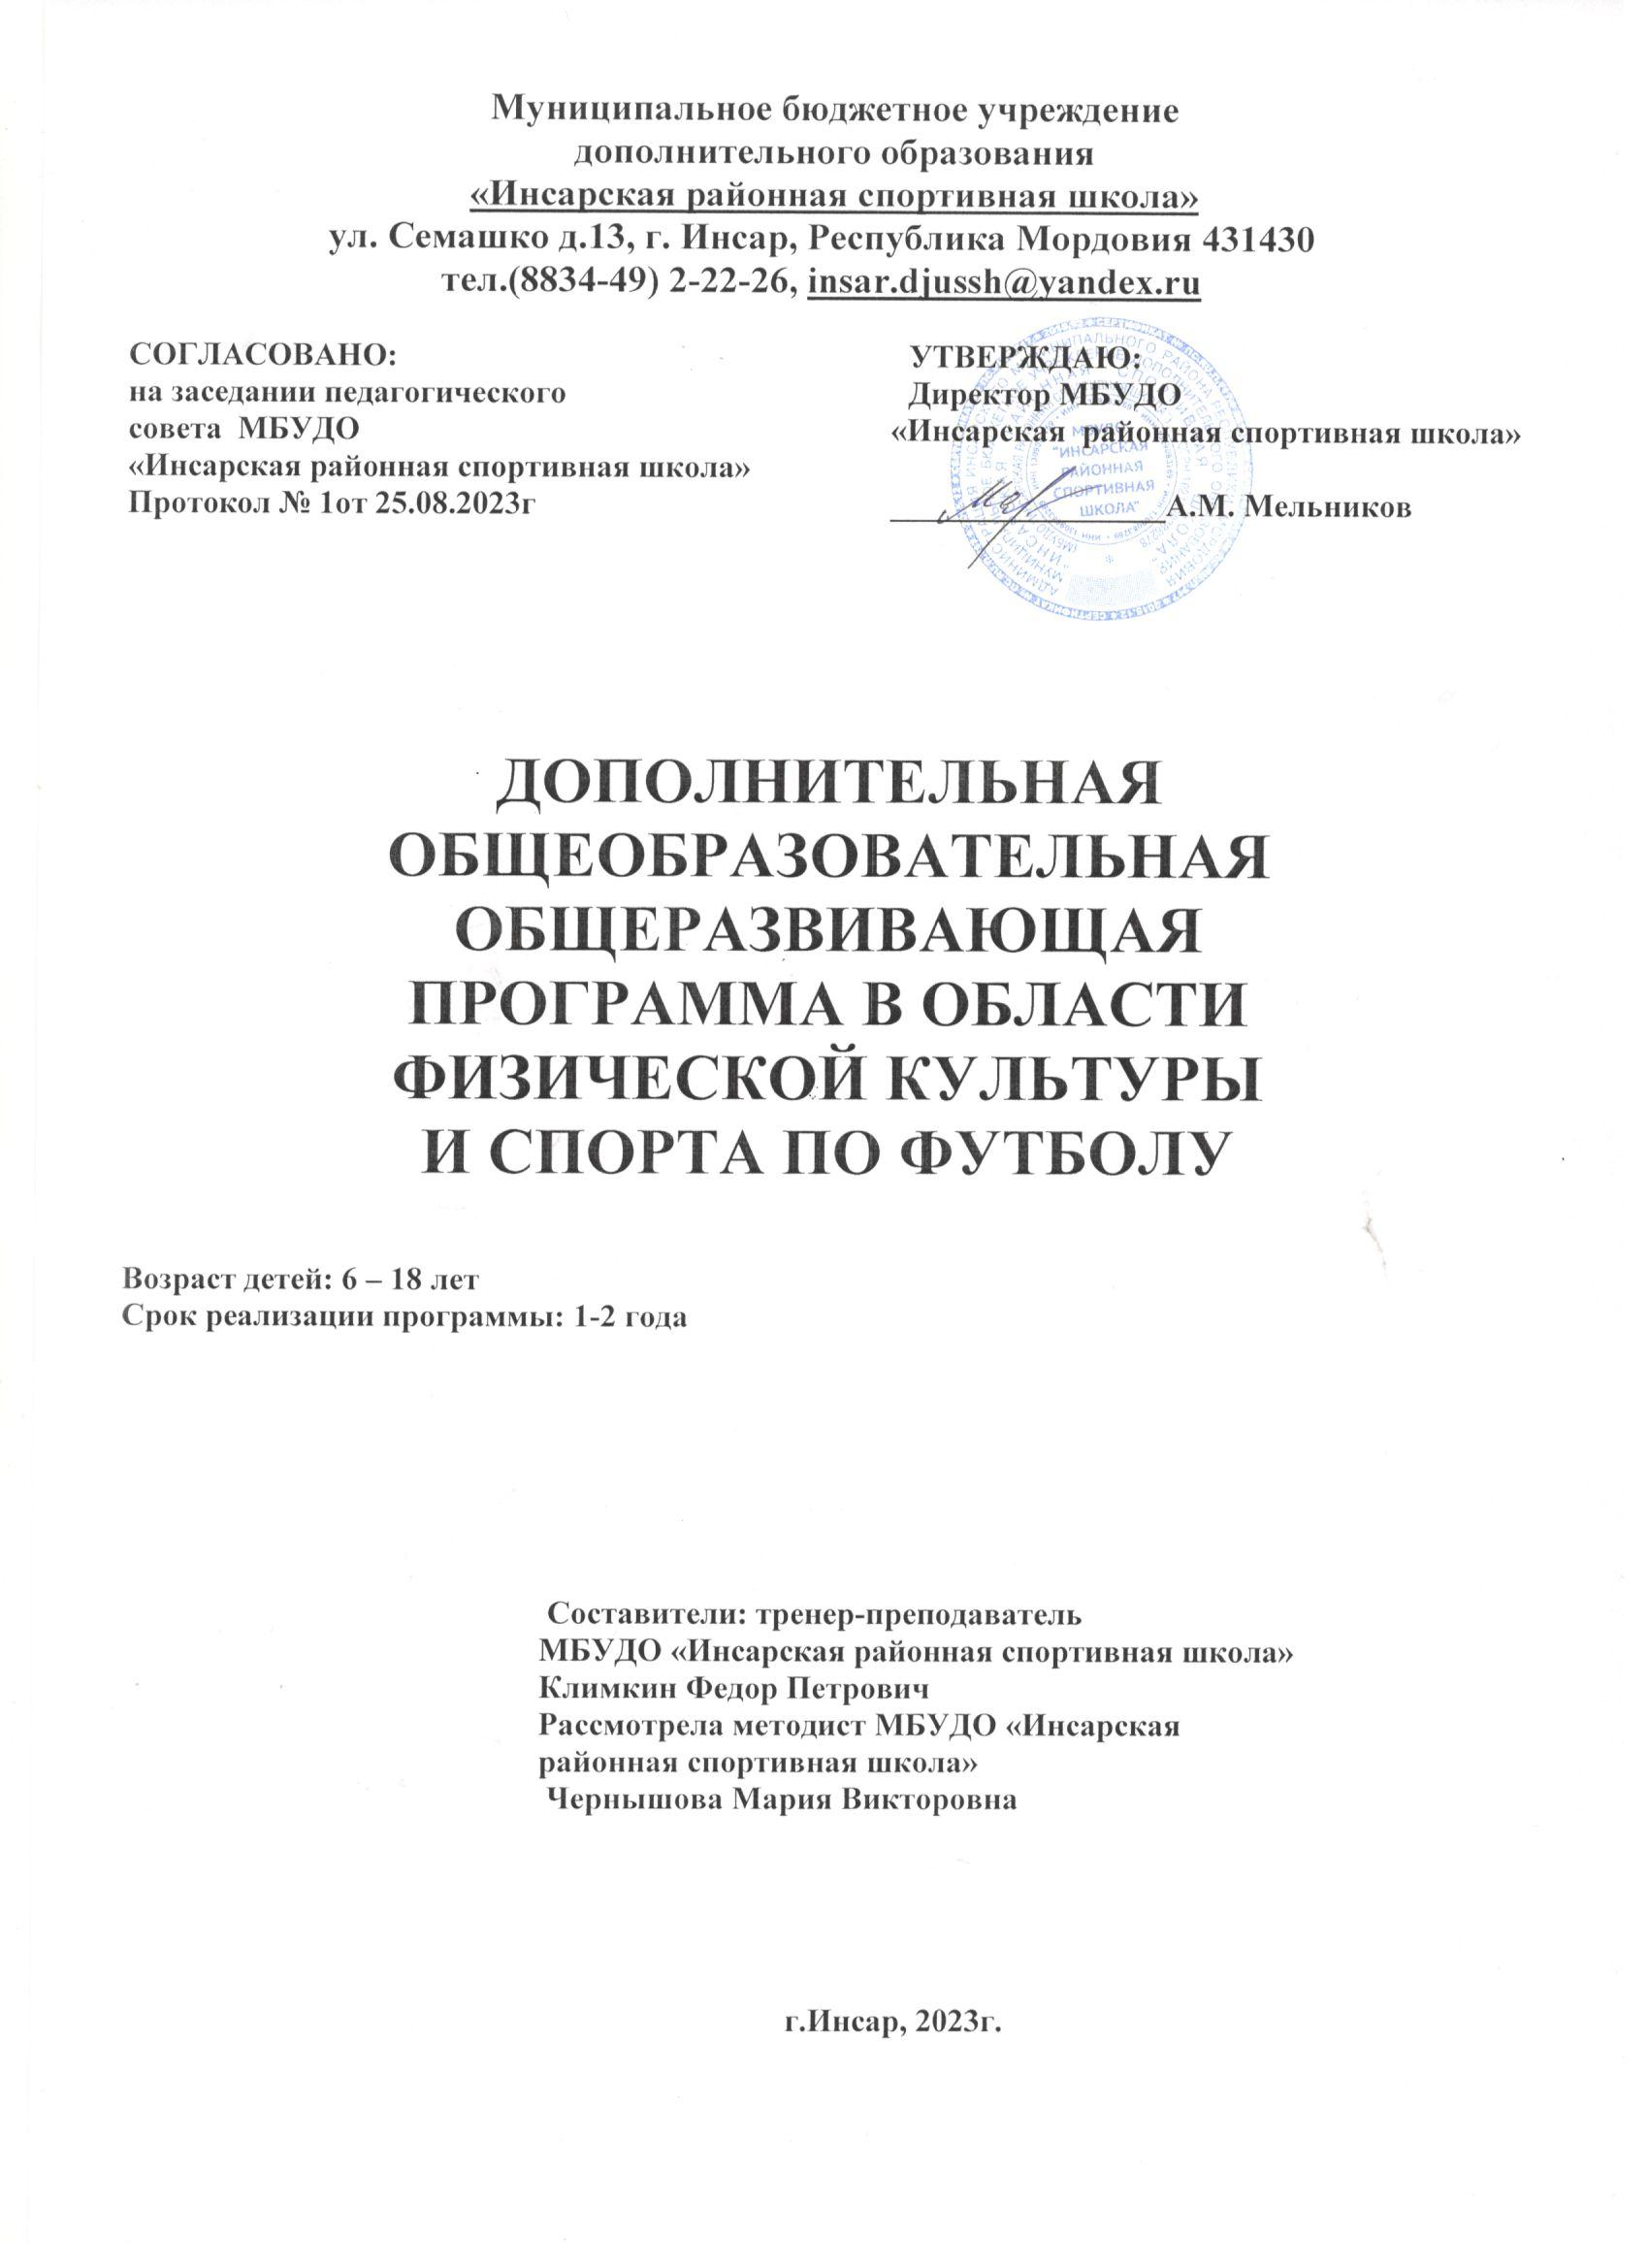 Муниципальное бюджетное учреждение
дополнительного образования
«Инсарская районная спортивная школа»
ул. Семашко д.13, г. Инсар, Республика Мордовия 431430
тел.(8834-49) 2-22-26, insar.djussh@yandex.ru
СОГЛАСОВАНО:
на заседании педагогического
совета МБУДО
«Инсарская районная спортивная школа»
Протокол № 1от 25.08.2023г
УТВЕРЖДАЮ:
Директор МБУДО
«Инсарская районная спортивная школа»
А.М. Мельников
"ИНСАРСКАЯ
РАЙОННАЯ
СПОРТИВНАЯ
ШКОЛА"
ДОПОЛНИТЕЛЬНАЯ
ОБЩЕОБРАЗОВАТЕЛЬНАЯ
ОБЩЕРАЗВИВАЮЩАЯ
ПРОГРАММА В ОБЛАСТИ
ФИЗИЧЕСКОЙ КУЛЬТУРЫ
И СПОРТА ПО ФУТБОЛУ
Возраст детей: 6 – 18 лет
Срок реализации программы: 1-2 года
Составители: тренер-преподаватель
МБУДО «Инсарская районная спортивная школа»
Климкин Федор Петрович
Рассмотрела методист МБУДО «Инсарская
районная спортивная школа»
Чернышова Мария Викторовна
г.Инсар, 2023г.